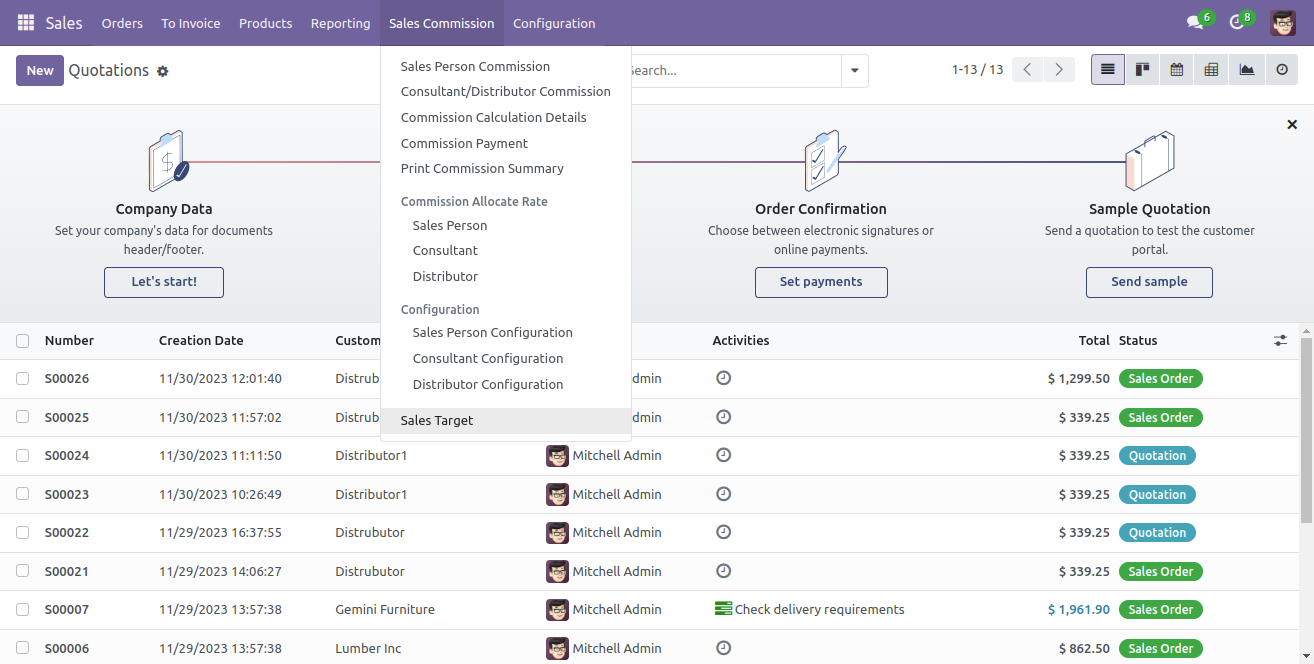 Sales Orders To Invoice Products Reporting Sales Commission Configuration 6 8
New Quotations Search... 1-13 / 13
Sales Person Commission
Consultant/Distributor Commission
Commission Calculation Details
Commission Payment
Print Commission Summary
Commission Allocate Rate
Sales Person
Consultant
Distributor
Configuration
Sales Person Configuration
Consultant Configuration
Distributor Configuration
Sales Target
Company Data
Set your company's data for documents
header/footer.
Let's start!
Order Confirmation
Choose between electronic signatures or
online payments.
Set payments
Sample Quotation
Send a quotation to test the customer
portal.
Send sample
Number Creation Date Custom Activities Total Status
S00026 11/30/2023 12:01:40 Distrub dmin $ 1,299.50 Sales Order
S00025 11/30/2023 11:57:02 Distrub dmin $ 339.25 Sales Order
S00024 11/30/2023 11:11:50 Distributor1 Mitchell Admin $ 339.25 Quotation
S00023 11/30/2023 10:26:49 Distributor1 Mitchell Admin $ 339.25 Quotation
S00022 11/29/2023 16:37:55 Distrubutor Mitchell Admin $ 339.25 Quotation
S00021 11/29/2023 14:06:27 Distrubutor Mitchell Admin $ 339.25 Sales Order
S00007 11/29/2023 13:57:38 Gemini Furniture Mitchell Admin Check delivery requirements $ 1,961.90 Sales Order
S00006 11/29/2023 13:57:38 Lumber Inc Mitchell Admin $ 862.50 Sales Order